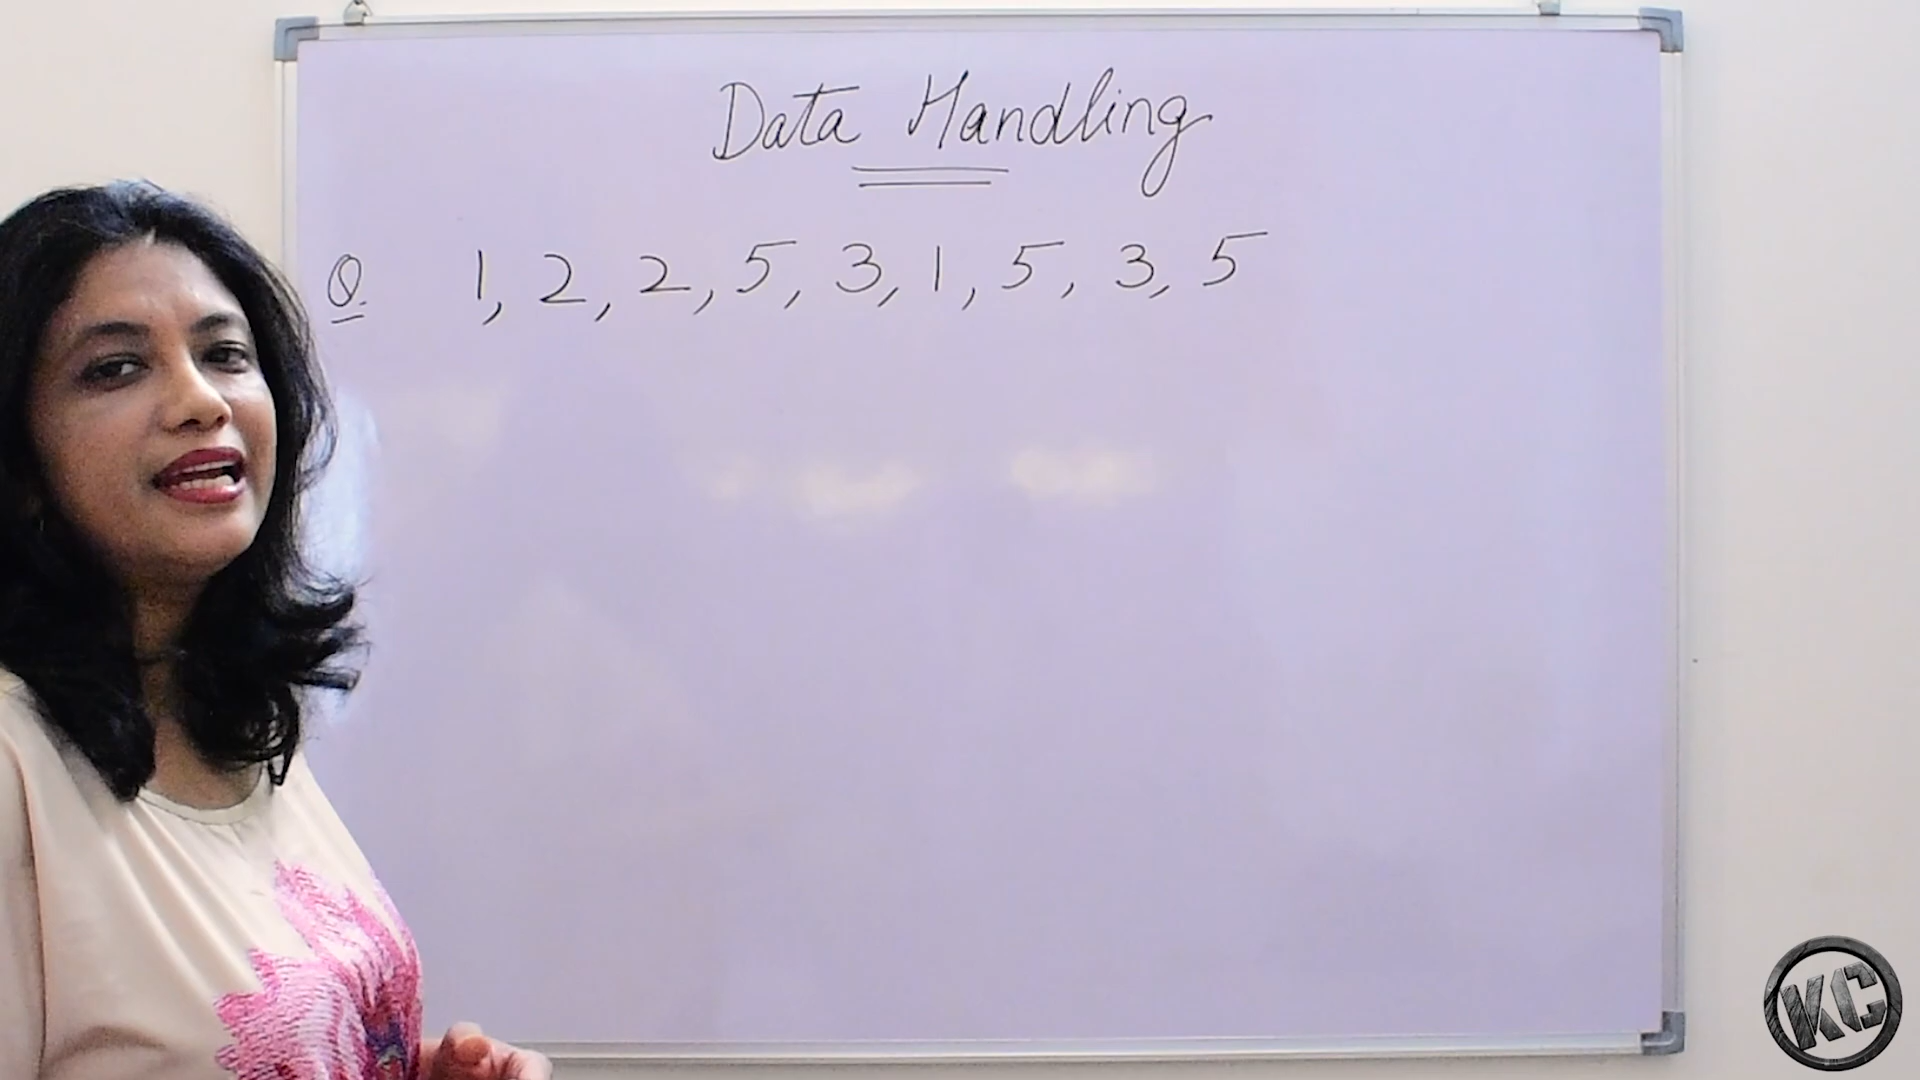 Data Handling
Q. 1, 2, 2, 5, 3, 1, 5, 3, 5
KC